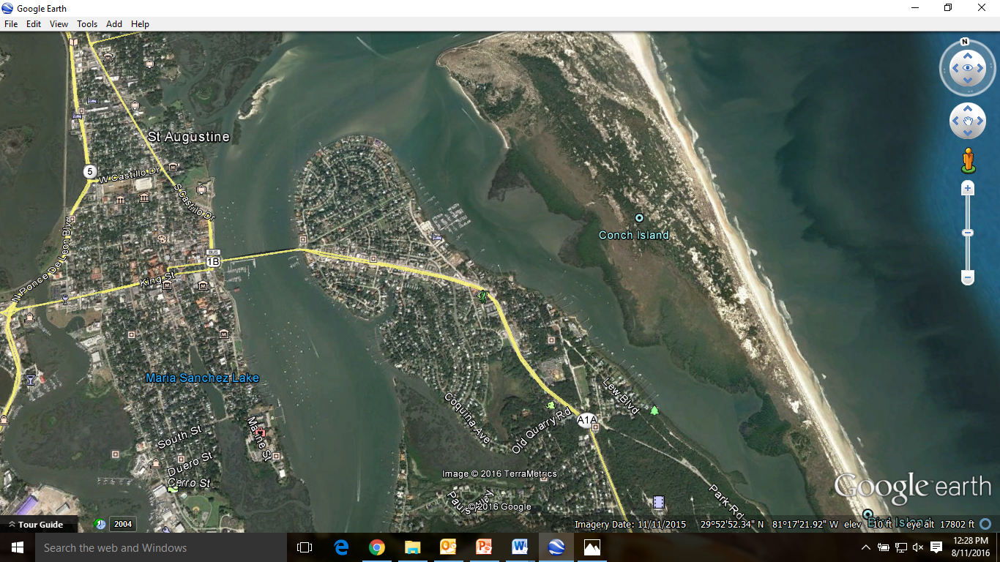 Google Earth
File Edit View Tools Add Help
N
St Augustine
5
W Castillo Dr
S Castillo Dr
N Ponce De Leon Blvd
BUS
1B
King St
Conch Island
Maria Sanchez Lake
Lew Blvd
Coquina Ave
Old Quarry Rd
A1A
South St
Marine St
Duero St
Cerro St
Image © 2016 TerraMetrics
© 2016 Google
Park Rd
Google earth
Bird Island
Tour Guide
2004
Imagery Date: 11/11/2015 29°52'52.34" N 81°17'21.92" W elev 10 ft eye alt 17802 ft
Search the web and Windows
12:28 PM
8/11/2016